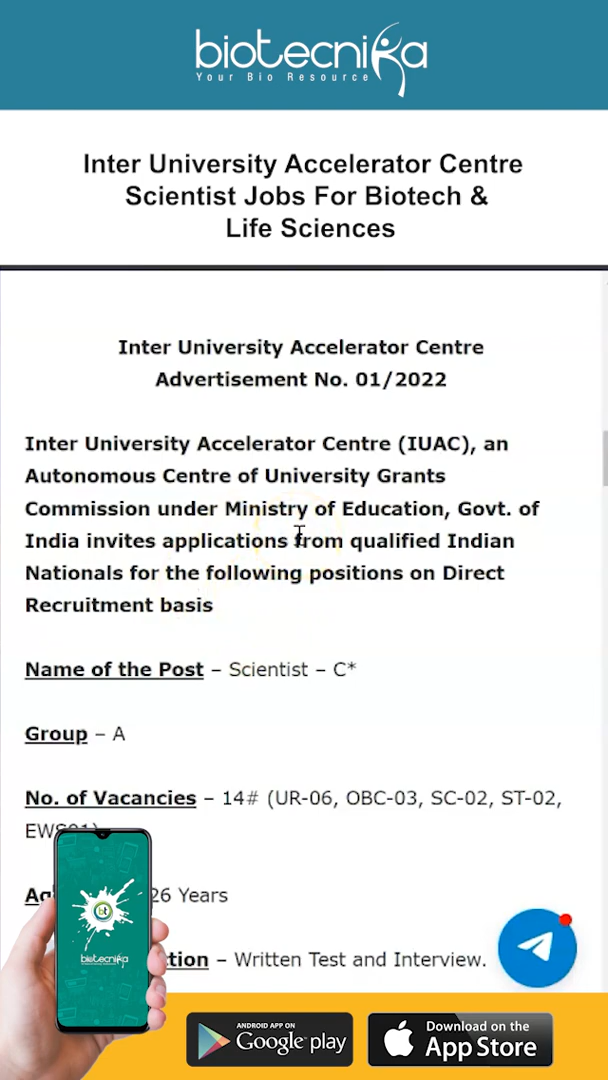 biotecnika
Your Bio Resource
Inter University Accelerator Centre
Scientist Jobs For Biotech &
Life Sciences
Inter University Accelerator Centre
Advertisement No. 01/2022
Inter University Accelerator Centre (IUAC), an
Autonomous Centre of University Grants
Commission under Ministry of Education, Govt. of
India invites applications from qualified Indian
Nationals for the following positions on Direct
Recruitment basis
Name of the Post – Scientist – C*
Group – A
No. of Vacancies – 14# (UR-06, OBC-03, SC-02, ST-02,
EWS01)
26 Years
bt
biotecnika
– Written Test and Interview.
ANDROID APP ON
Google play
Download on the
App Store